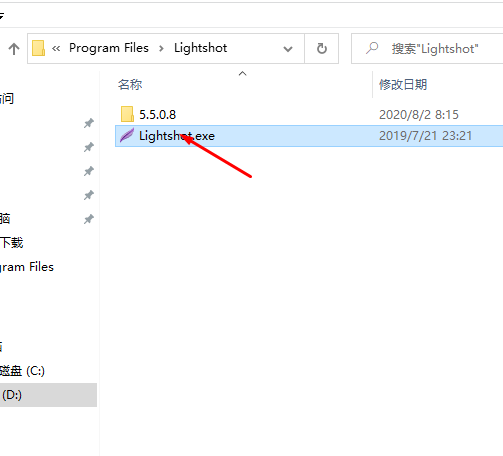 Program Files Lightshot
搜索"Lightshot"
名称 修改日期
5.5.0.8 2020/8/2 8:15
Lightshot.exe 2019/7/21 23:21
访问
脑
下载
gram Files
磁盘 (C:)
(D:)